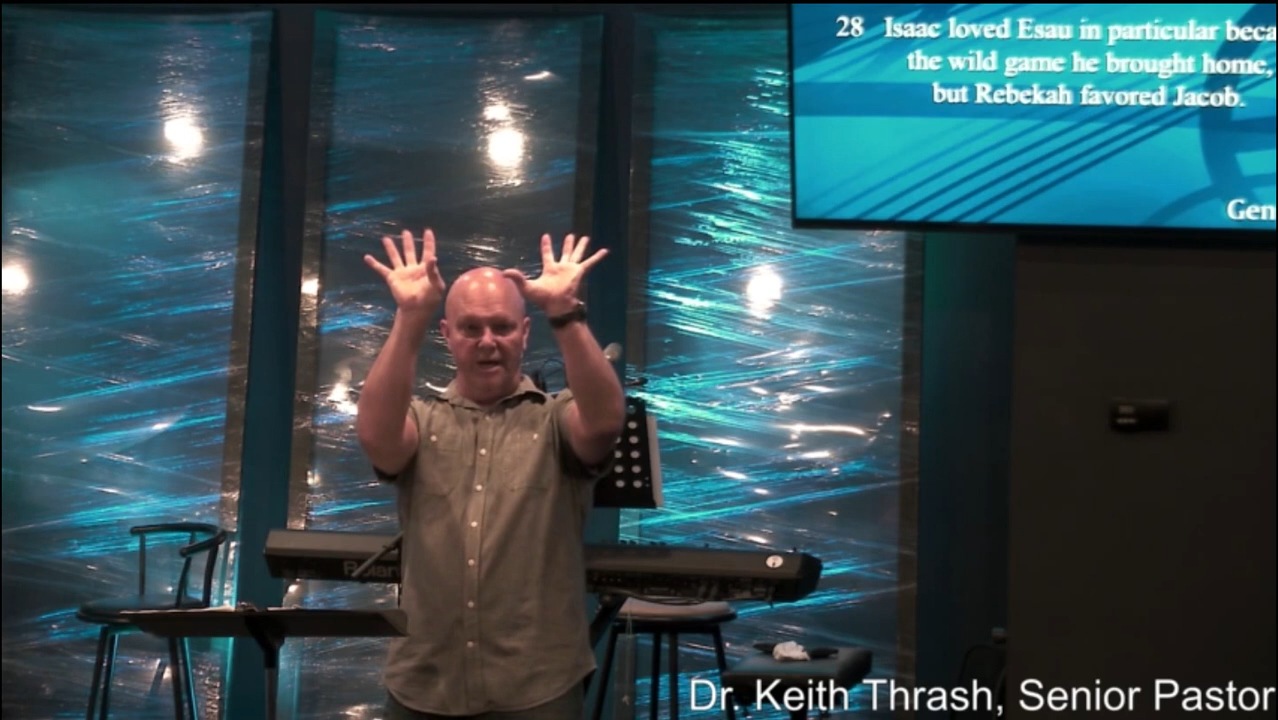 28 Isaac loved Esau in particular
the wild game he brought home,
but Rebekah favored Jacob.
Roland
Dr. Keith Thrash, Senior Pastor